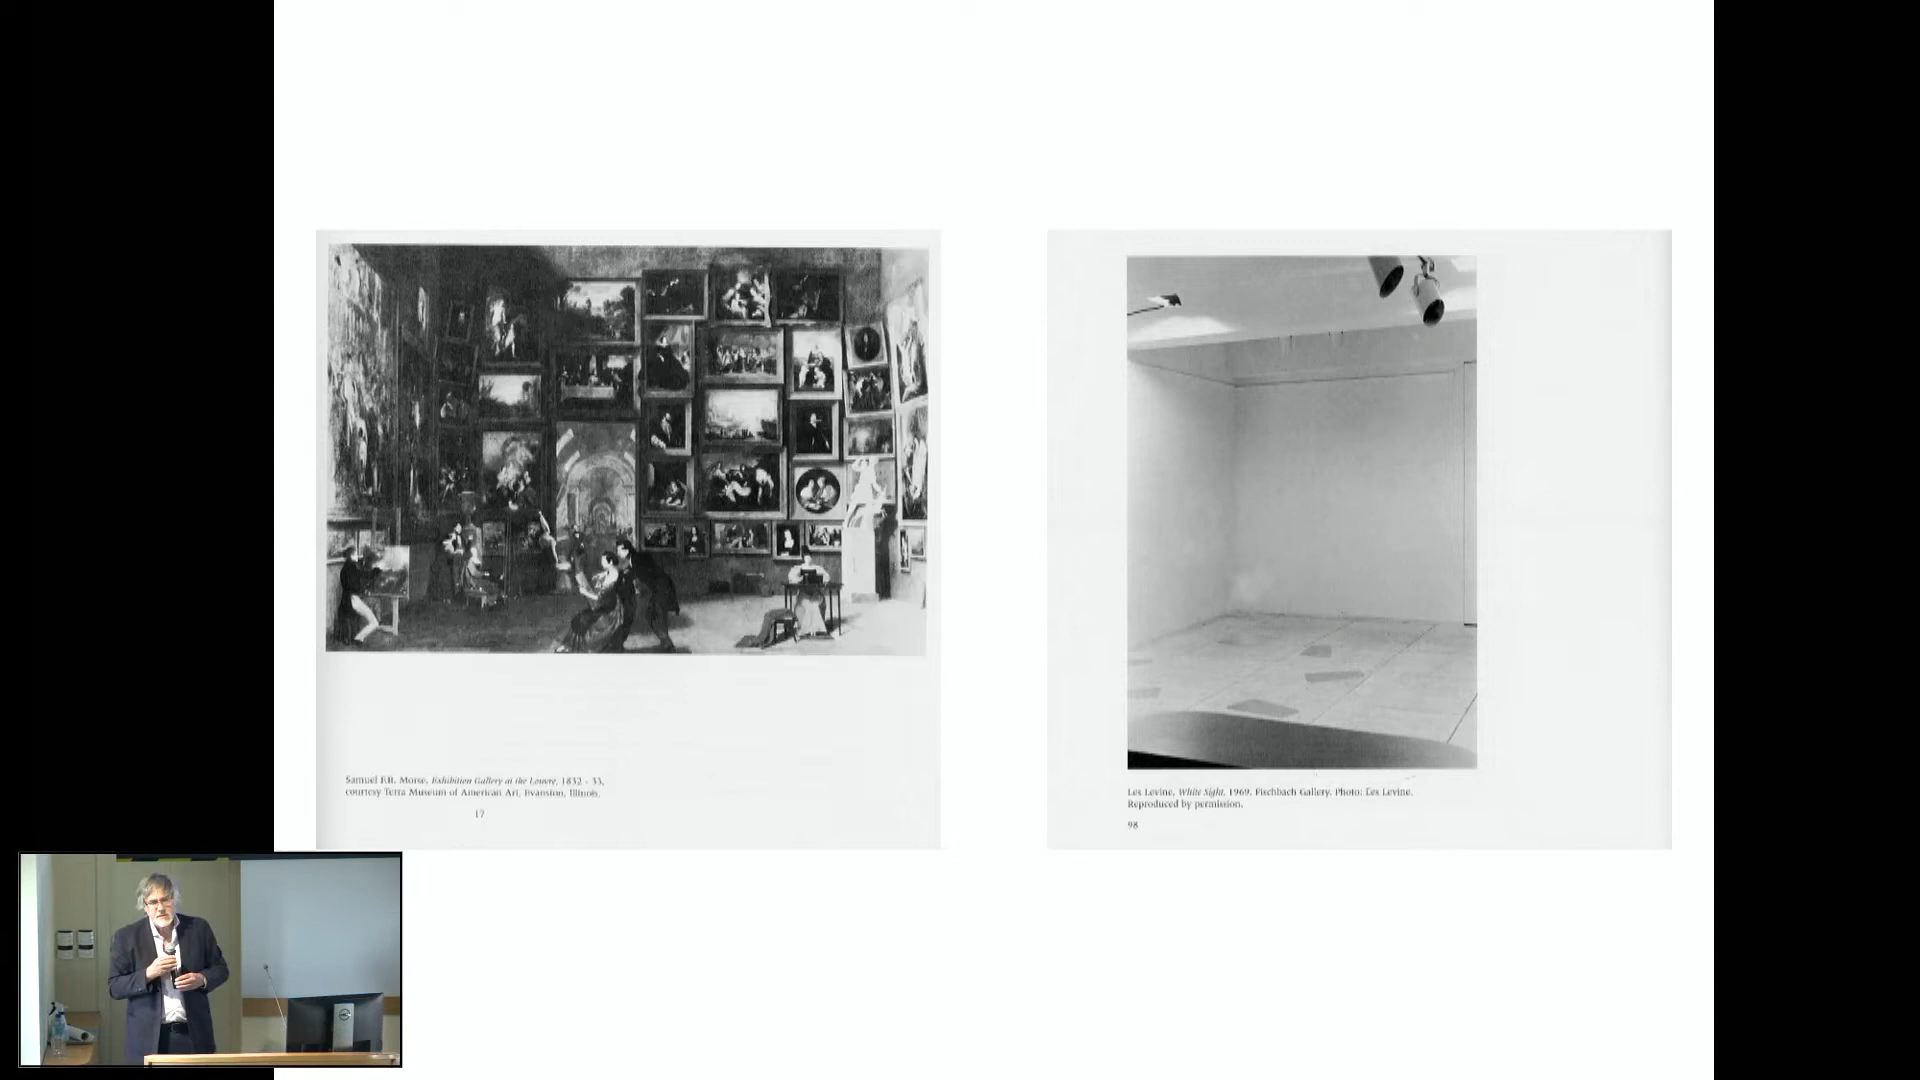 Samuel F.B. Morse, Exhibition Gallery at the Louvre, 1832 - 33,
courtesy Terra Museum of American Art, Evanston, Illinois.
17
Les Levine, White Sight, 1969. Fischbach Gallery. Photo: Les Levine.
Reproduced by permission.
98